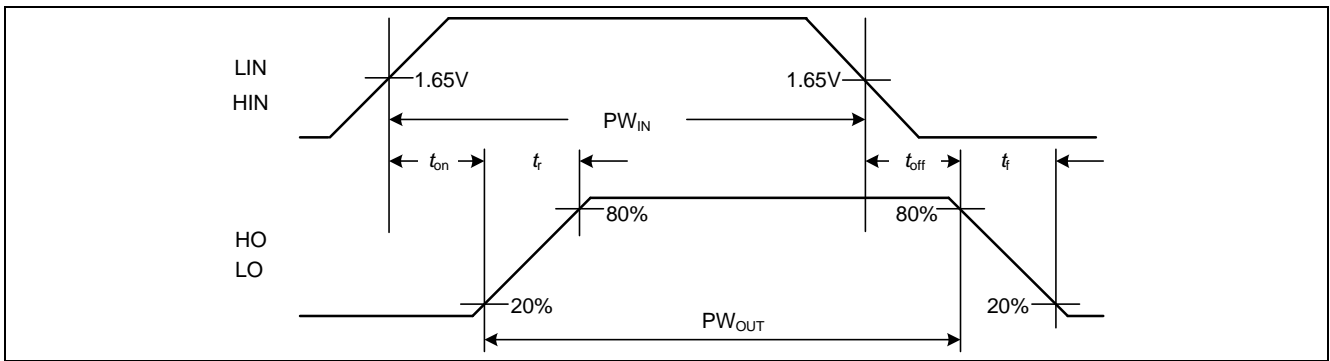 LIN
HIN
1.65V
1.65V
PWIN
ton
tr
toff
tf
HO
LO
80%
80%
20%
20%
PWOUT